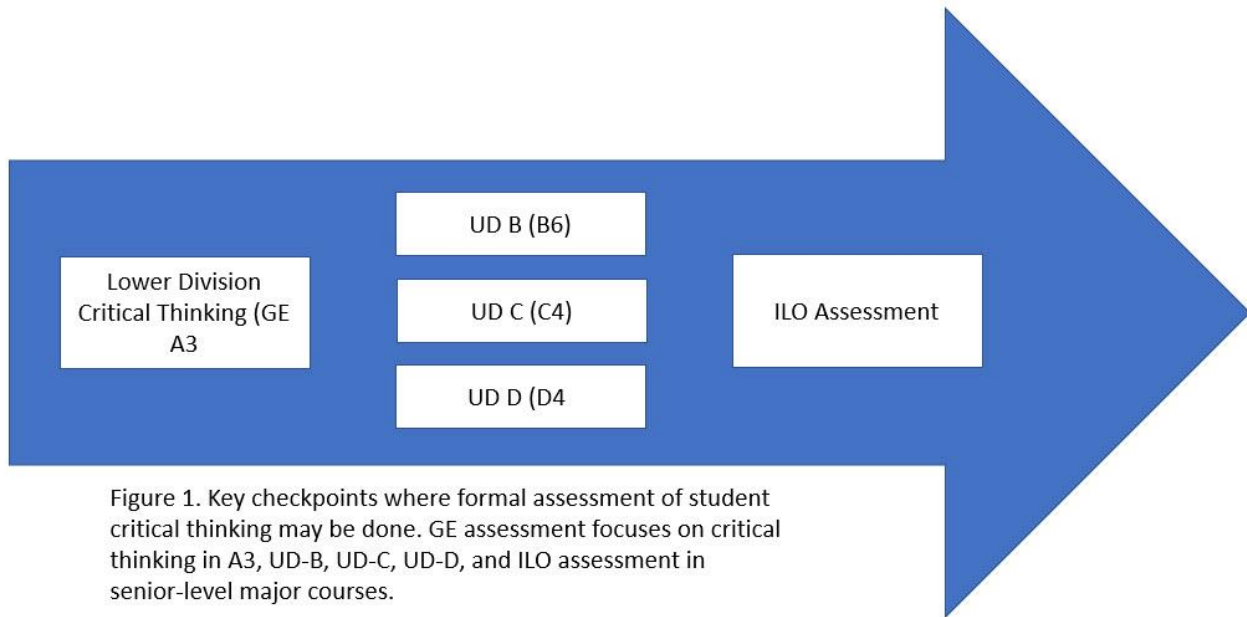 Lower Division
Critical Thinking (GE
A3
UD B (B6)
UD C (C4)
UD D (D4
ILO Assessment
Figure 1. Key checkpoints where formal assessment of student
critical thinking may be done. GE assessment focuses on critical
thinking in A3, UD-B, UD-C, UD-D, and ILO assessment in
senior-level major courses.